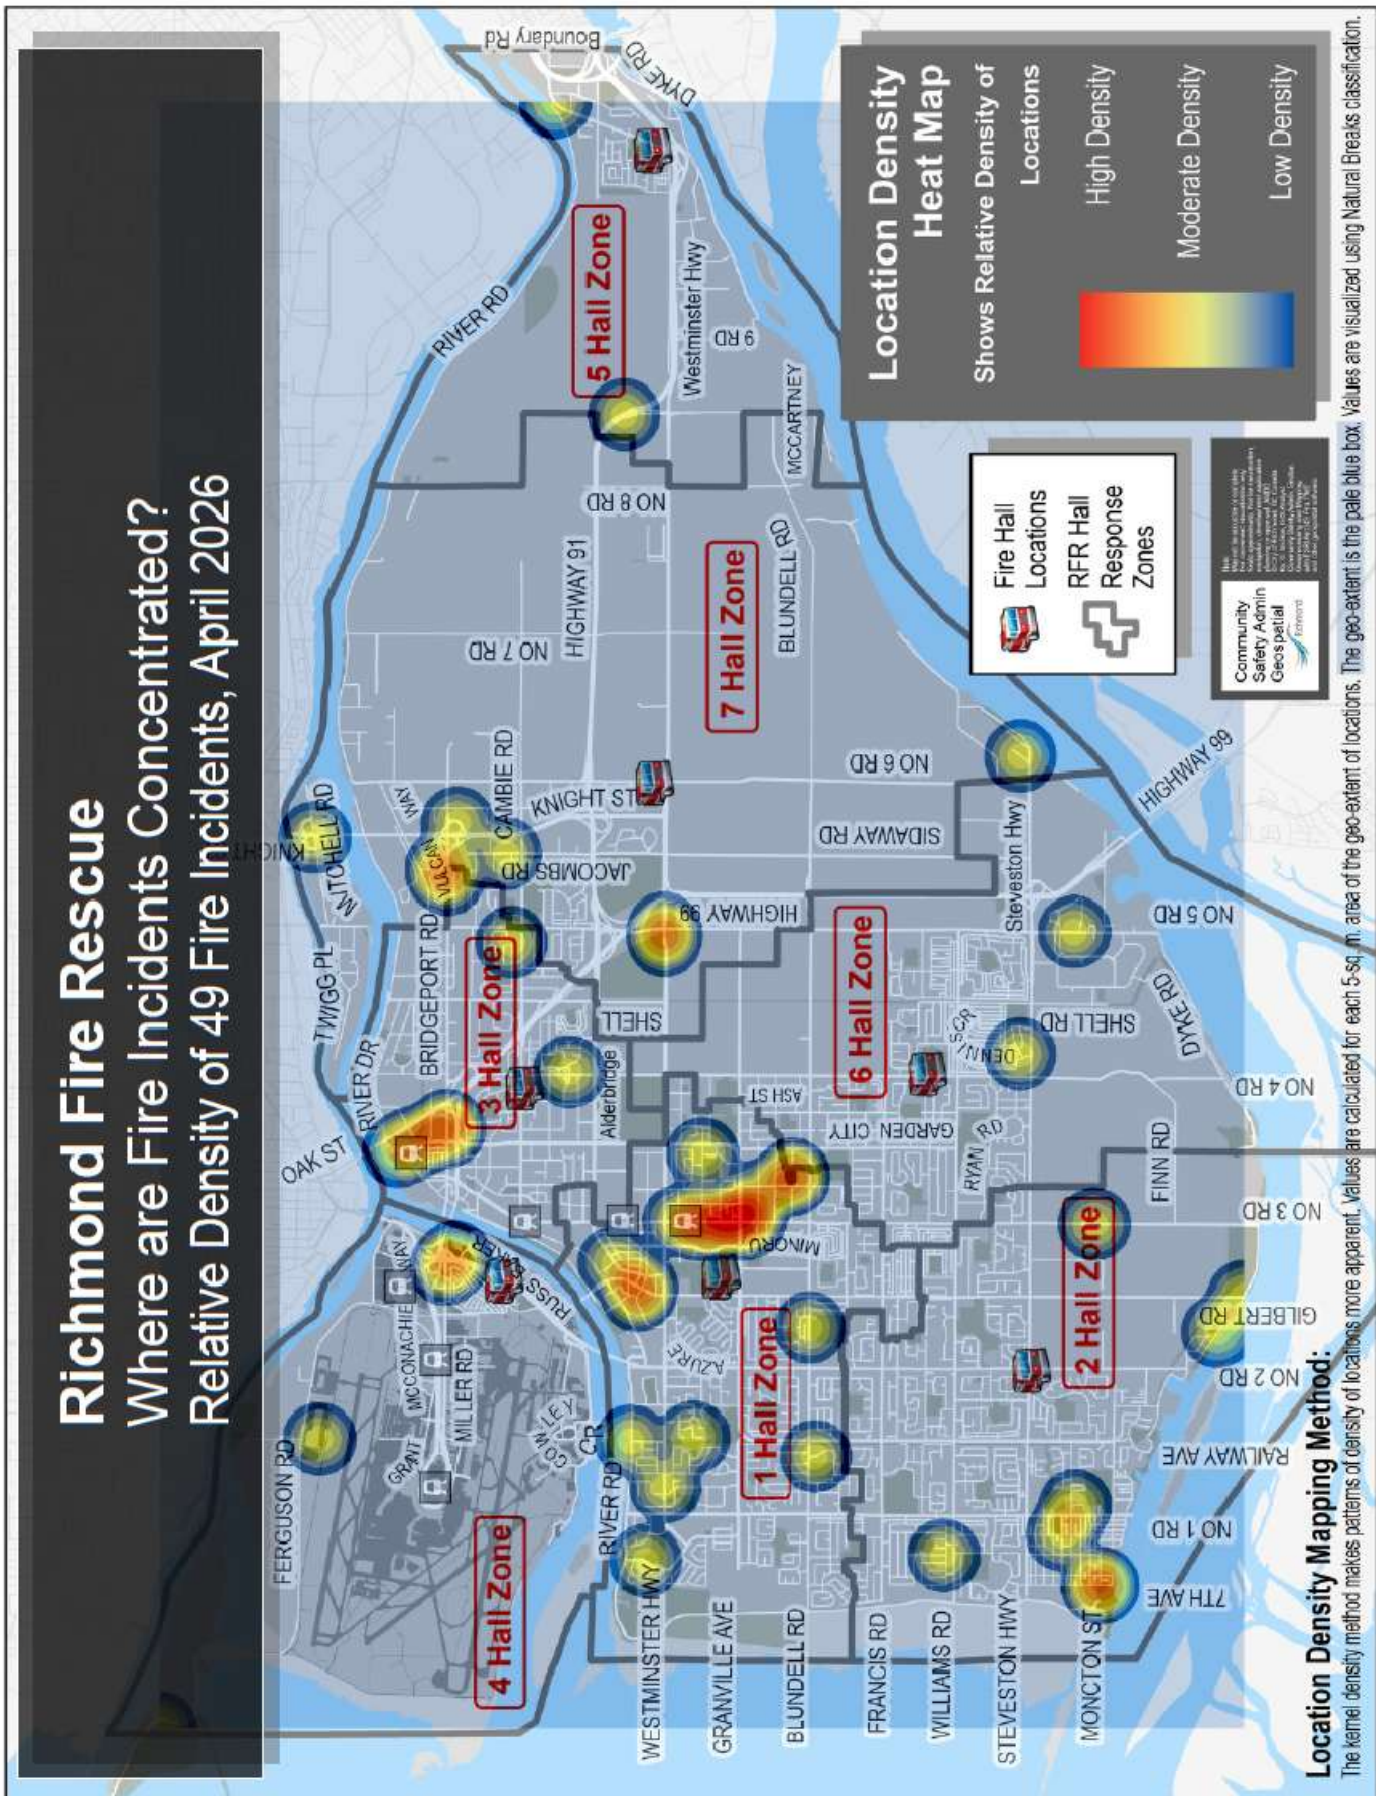 Richmond Fire Rescue
Where are Fire Incidents Concentrated?
Relative Density of 49 Fire Incidents, April 2026
Boundary Rd
DYKE RD
RIVER RD
5 Hall Zone
Westminster Hwy
9 RD
MCCARTNEY
NO 8 RD
HIGHWAY 91
BLUNDELL RD
7 Hall Zone
NO 7 RD
KNIGHT
MITCHELL RD
WAY
VULCAN
CAMBIE RD
KNIGHT ST
JACOMBS RD
NO 6 RD
SIDAWAY RD
HIGHWAY 99
HIGHWAY 99
Steveston Hwy
NO 5 RD
TWIGG PL
BRIDGEPORT RD
3 Hall Zone
RIVER DR
OAK ST
SHELL
Alderbridge
6 Hall Zone
ASH ST
GARDEN CITY
DENNIS CR
SHELL RD
DYKE RD
NO 4 RD
RYAN RD
FINN RD
NO 3 RD
MINORU
RUSS BAKER
WAY
MCCONACHIE
MILLER RD
GRANT
FERGUSON RD
COWLEY
CR
RIVER RD
4 Hall Zone
AZURE
1 Hall Zone
2 Hall Zone
GILBERT RD
NO 2 RD
RAILWAY AVE
NO 1 RD
7TH AVE
WESTMINSTER HWY
GRANVILLE AVE
BLUNDELL RD
FRANCIS RD
WILLIAMS RD
STEVESTON HWY
MONCTON ST
Location Density
Heat Map
Shows Relative Density of
Locations
High Density
Moderate Density
Low Density
Fire Hall
Locations
RFR Hall
Response
Zones
Community
Safety Admin
Geospatial
Richmond
Location Density Mapping Method:
The kernel density method makes patterns of density of locations more apparent. Values are calculated for each 5-sq. m. area of the geo-extent of locations. The geo-extent is the pale blue box. Values are visualized using Natural Breaks classification.